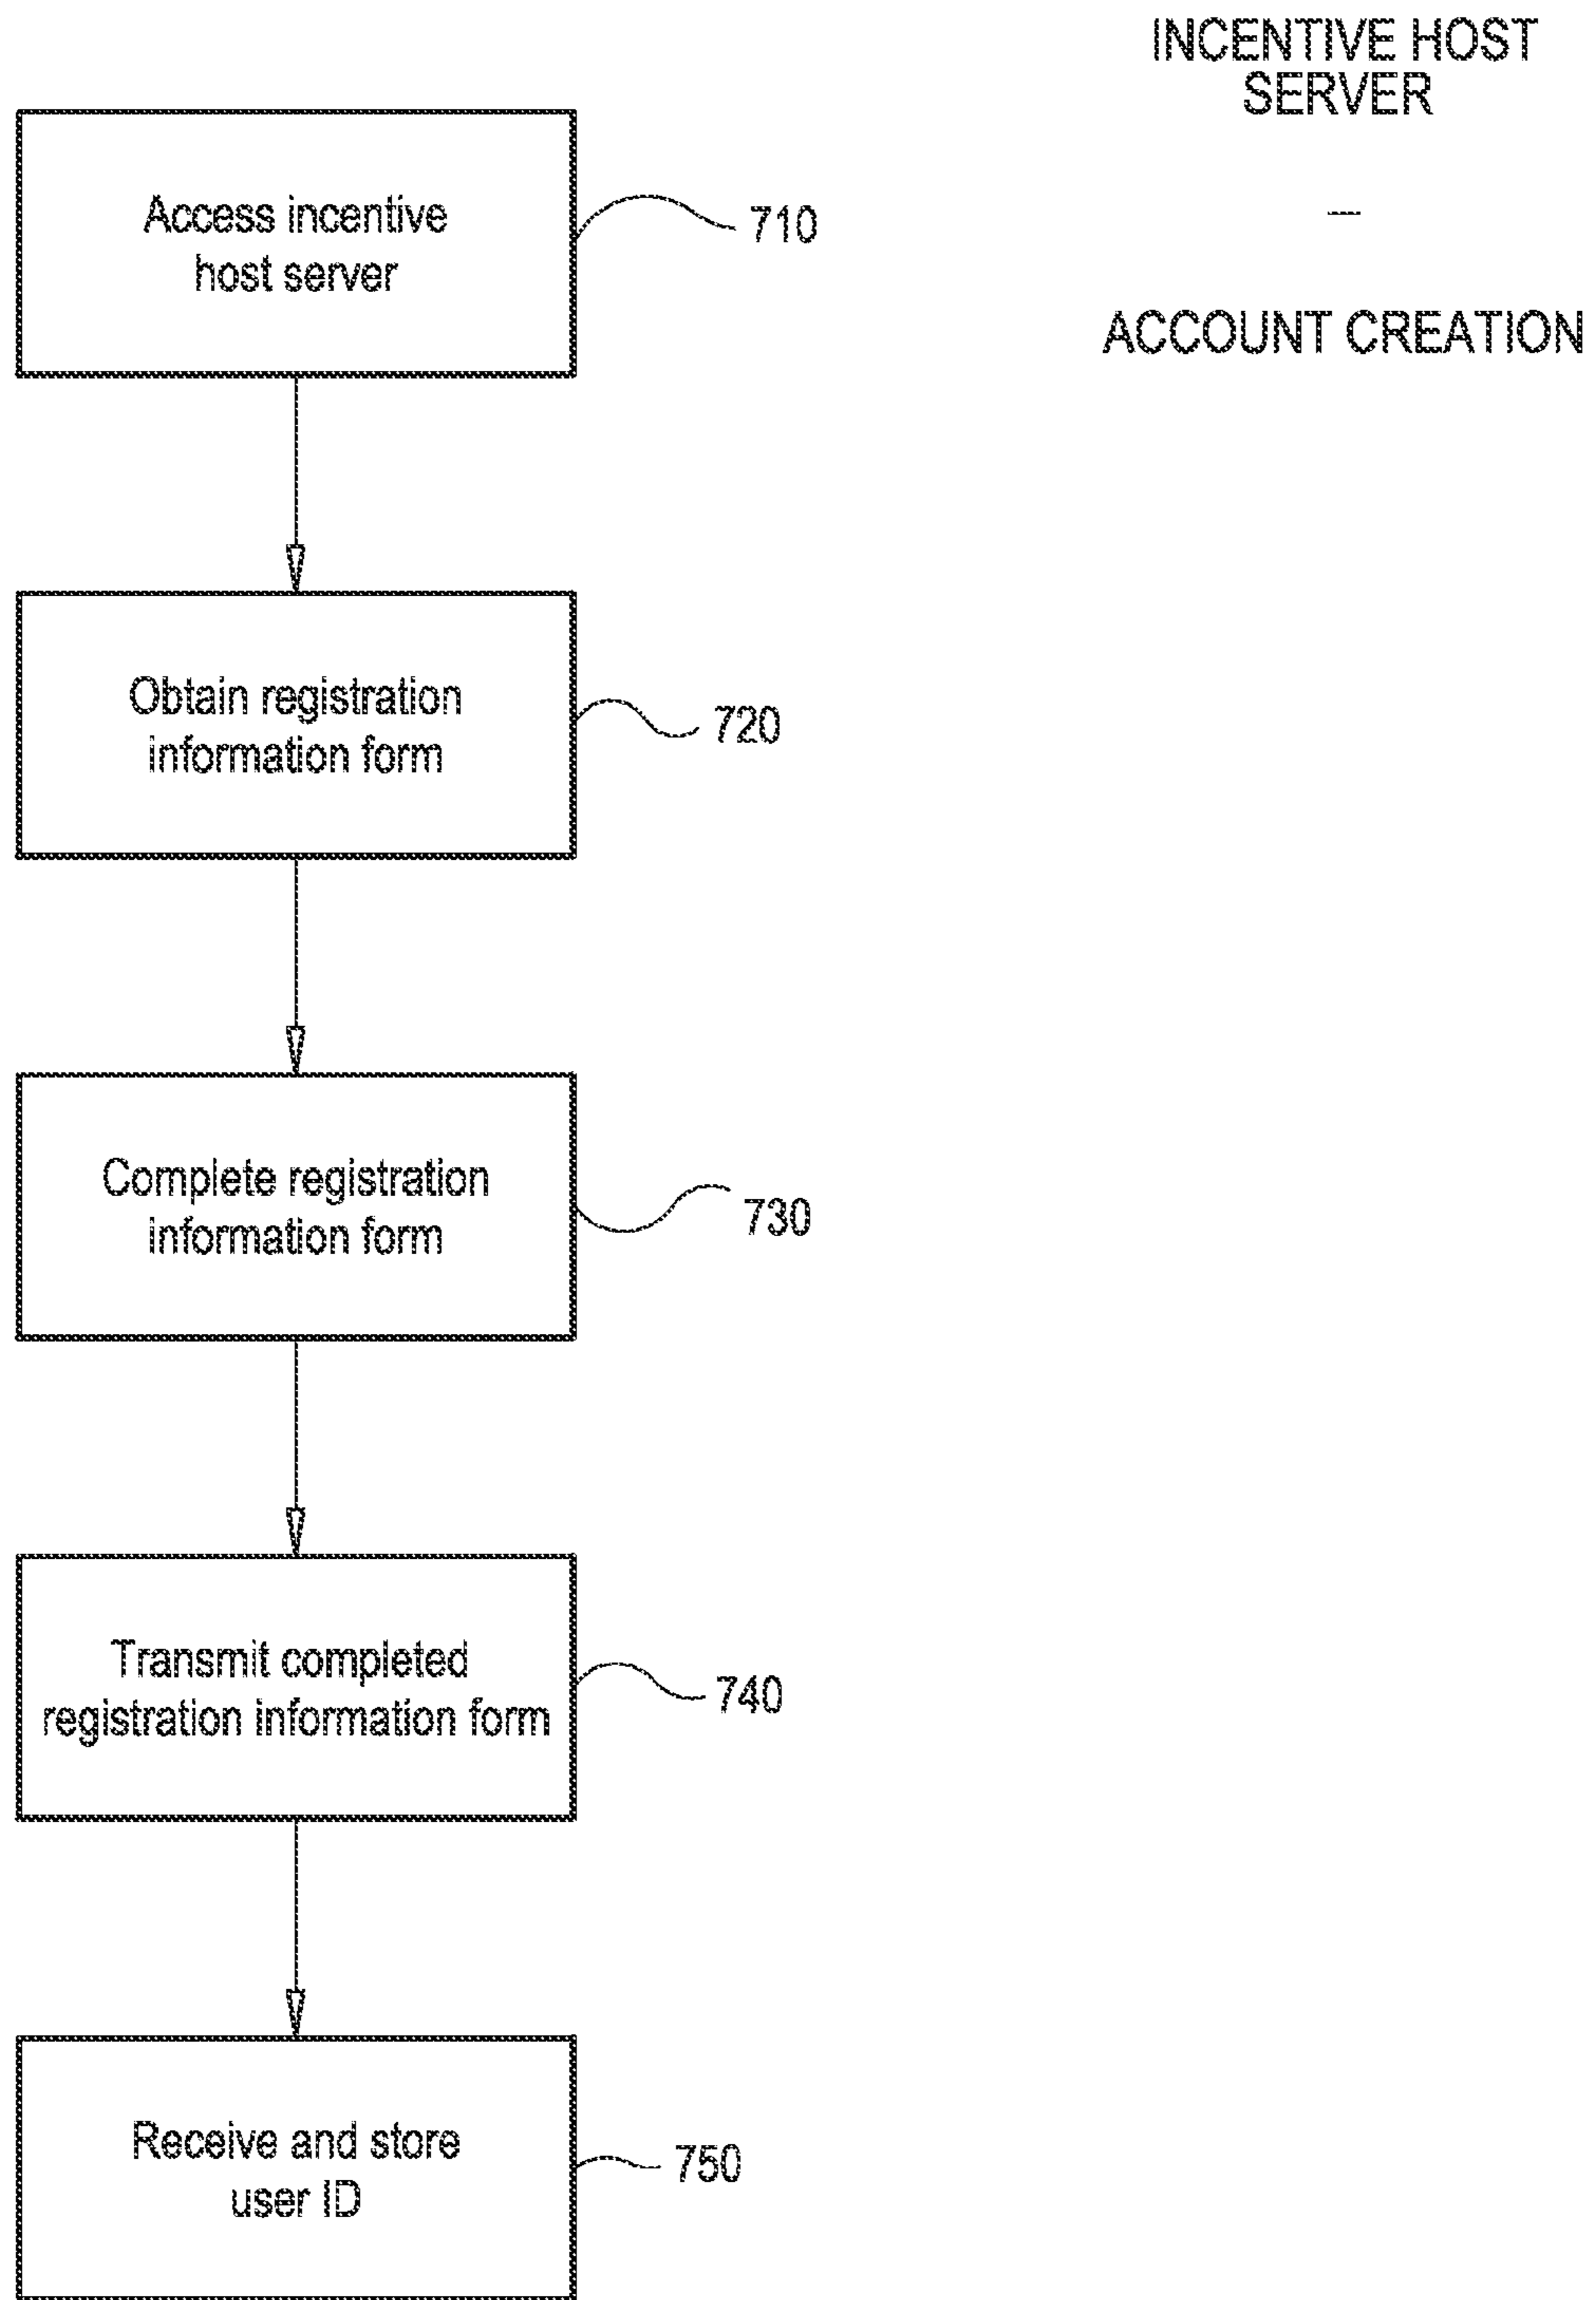 INCENTIVE HOST
SERVER
—
ACCOUNT CREATION
Access incentive
host server
710
Obtain registration
information form
720
Complete registration
information form
730
Transmit completed
registration information form
740
Receive and store
user ID
750